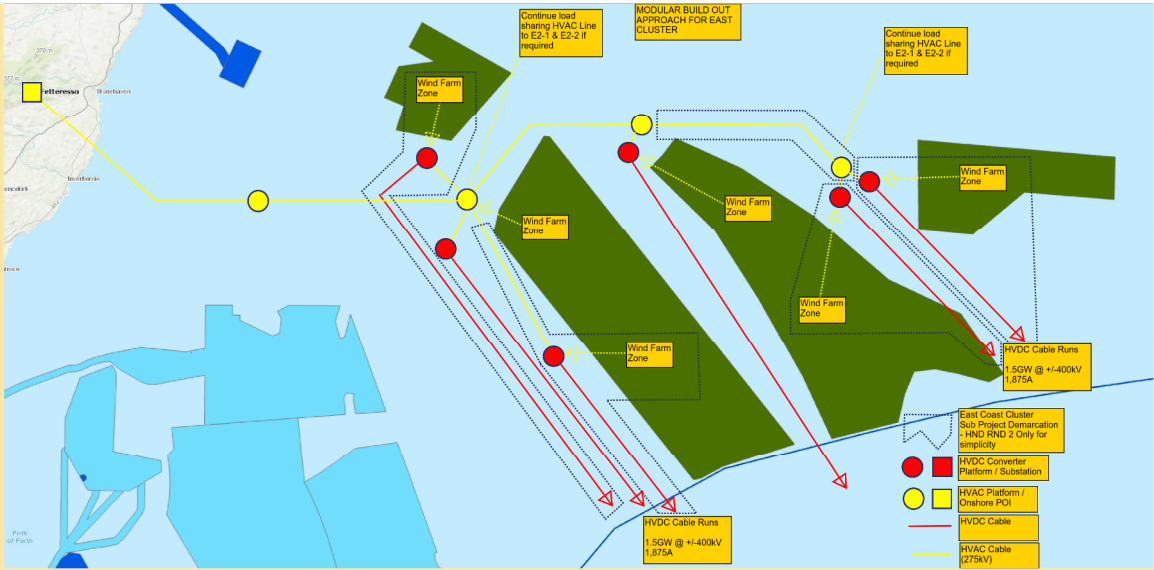 MODULAR BUILD OUT
APPROACH FOR EAST
CLUSTER
Continue load
sharing HVAC Line
to E2-1 & E2-2 if
required
Continue load
sharing HVAC Line
to E2-1 & E2-2 if
required
Fetteresso
Stonehaven
Inverbervie
Wind Farm
Zone
Wind Farm
Zone
Wind Farm
Zone
Wind Farm
Zone
Wind Farm
Zone
Wind Farm
Zone
HVDC Cable Runs
1.5GW @ +/-400kV
1,875A
East Coast Cluster
Sub Project Demarcation
- HND RND 2 Only for
simplicity
HVDC Converter
Platform / Substation
HVAC Platform /
Onshore POI
HVDC Cable
HVAC Cable
(275kV)
HVDC Cable Runs
1.5GW @ +/-400kV
1,875A
of Forth